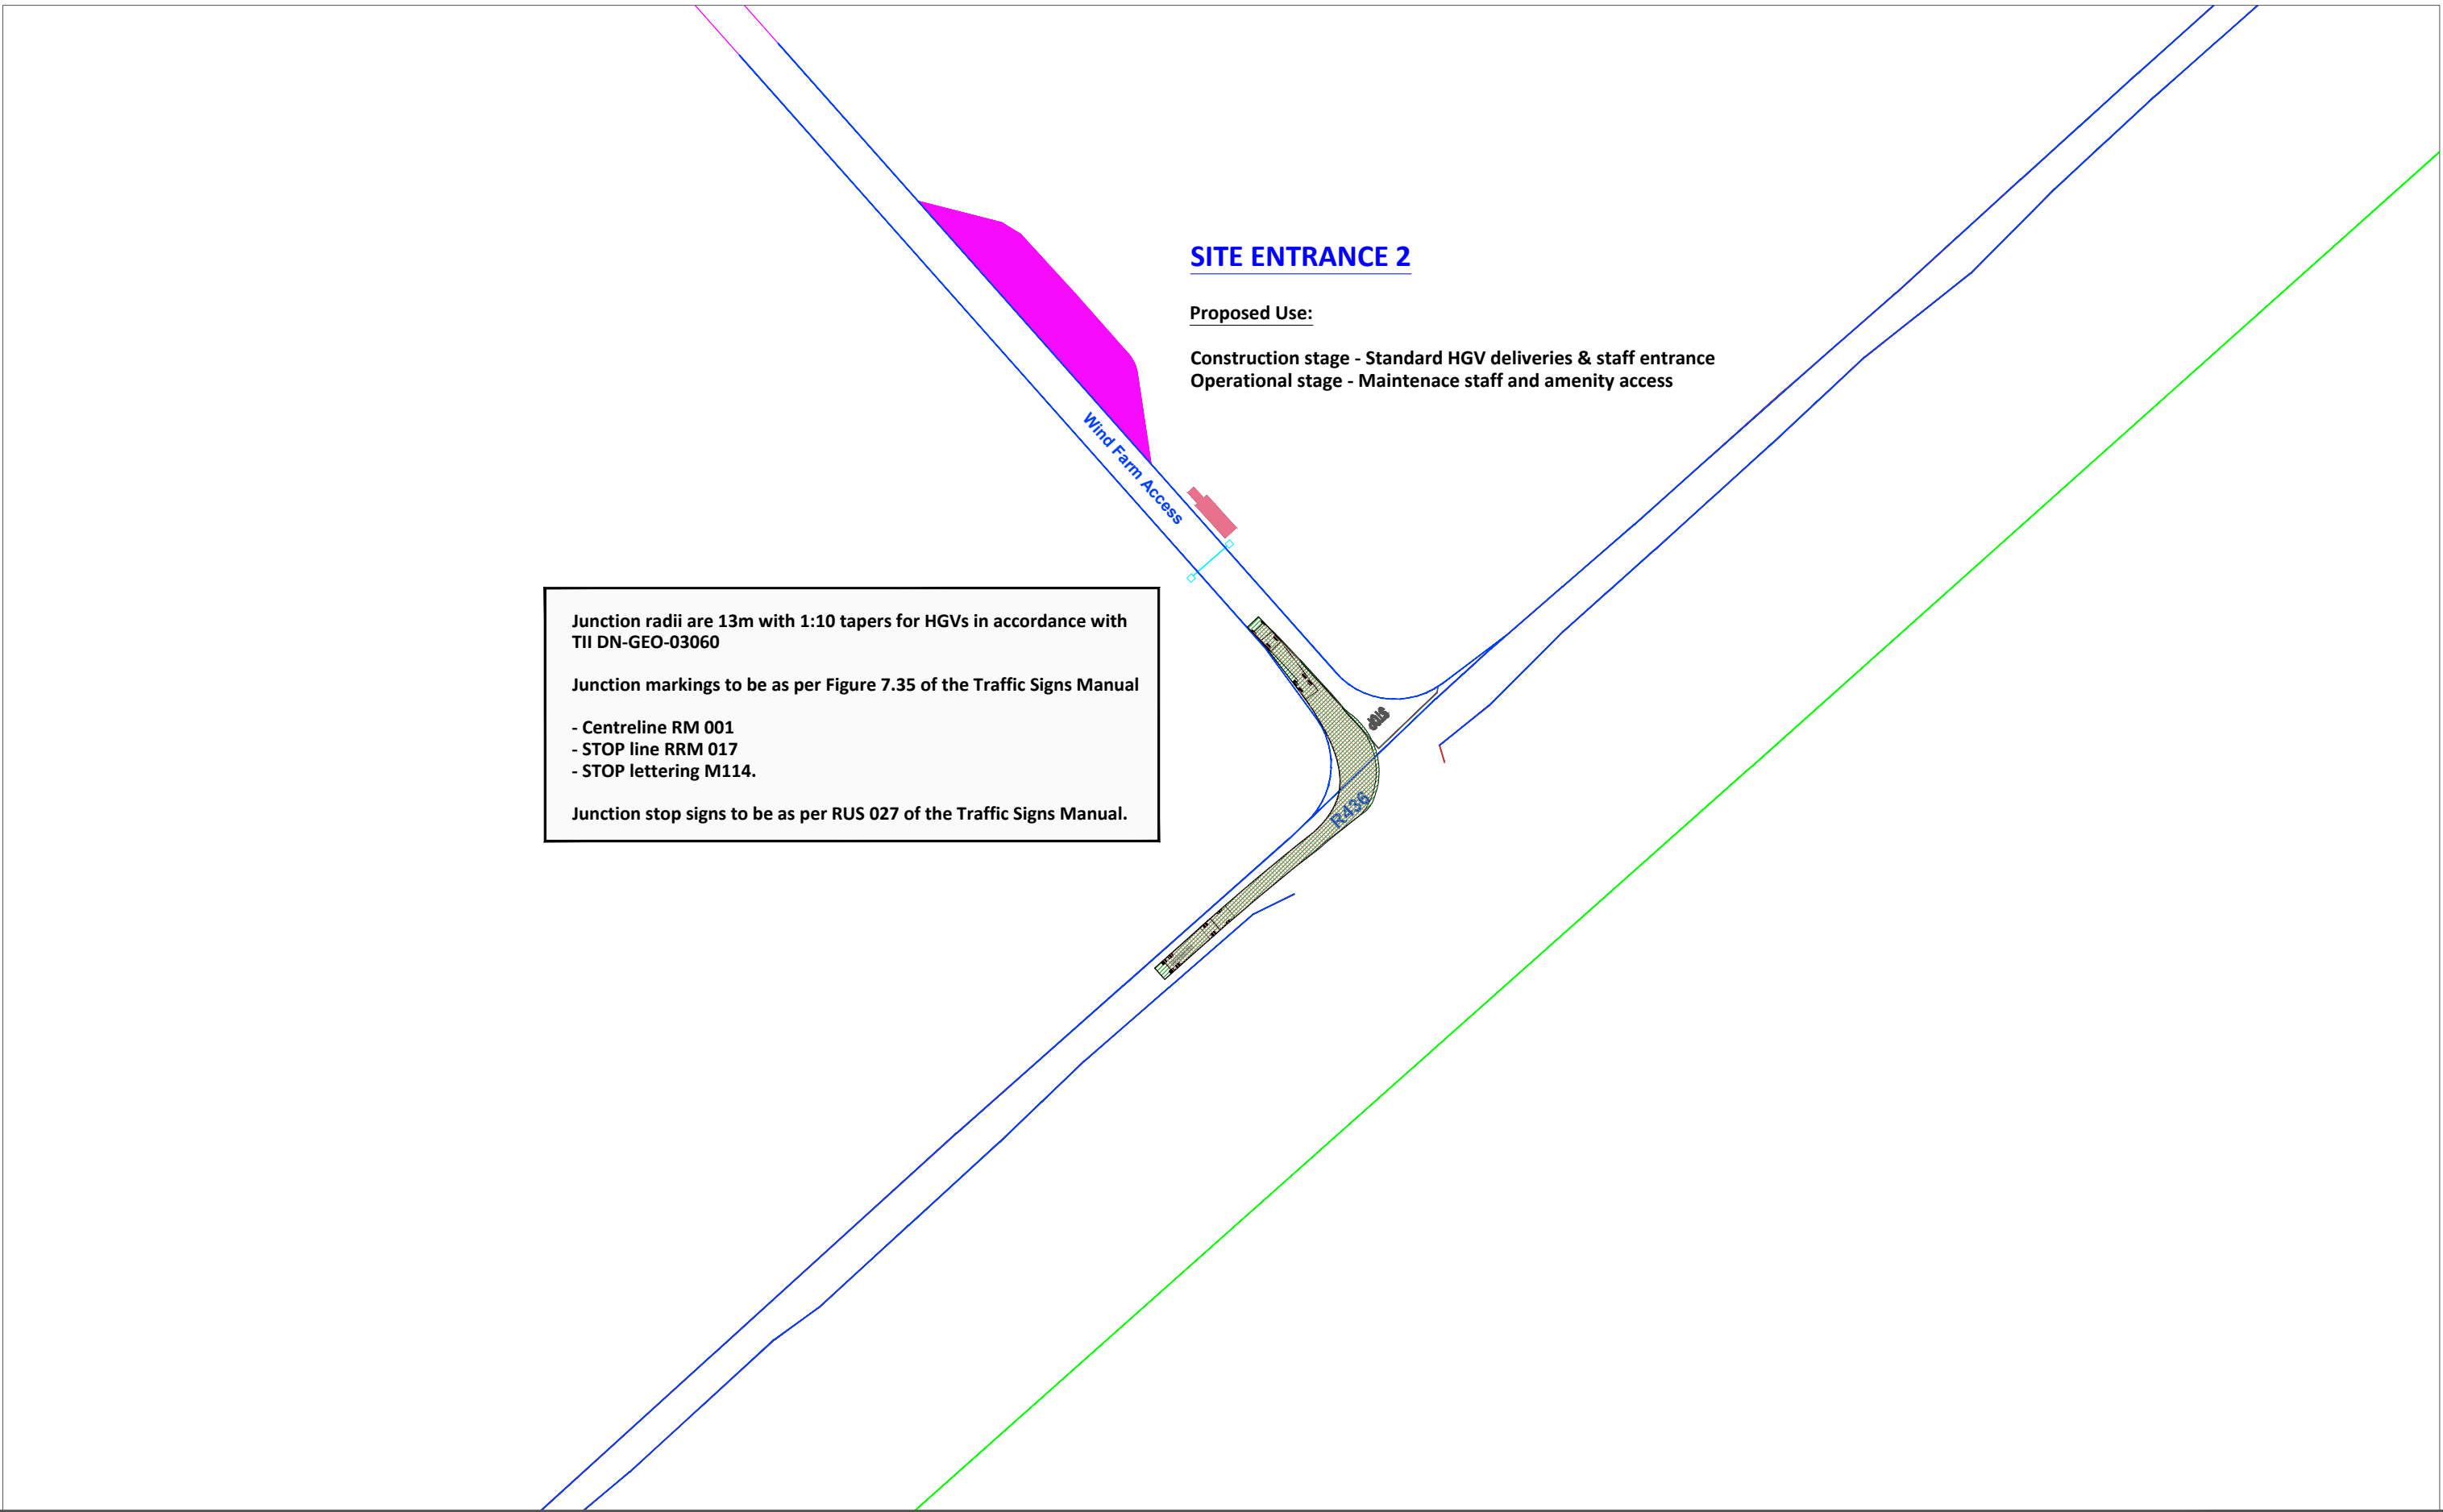 SITE ENTRANCE 2
Proposed Use:
Construction stage - Standard HGV deliveries & staff entrance
Operational stage - Maintenace staff and amenity access
Wind Farm Access
Junction radii are 13m with 1:10 tapers for HGVs in accordance with
TII DN-GEO-03060
Junction markings to be as per Figure 7.35 of the Traffic Signs Manual
- Centreline RM 001
- STOP line RRM 017
- STOP lettering M114.
Junction stop signs to be as per RUS 027 of the Traffic Signs Manual.
STOP
R436